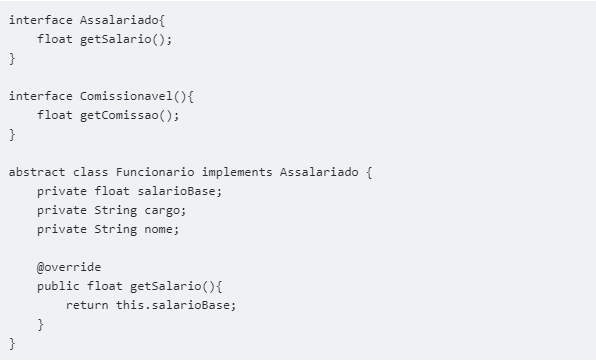 interface Assalariado{
    float getSalario();
}

interface Comissionavel(){
    float getComissao();
}

abstract class Funcionario implements Assalariado {
    private float salarioBase;
    private String cargo;
    private String nome;

    @override
    public float getSalario(){
        return this.salarioBase;
    }
}